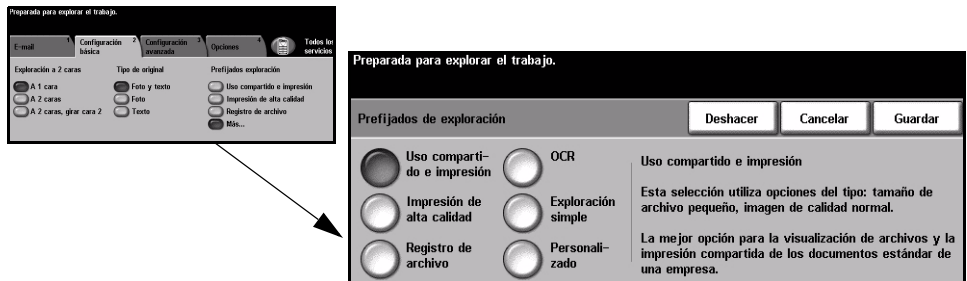 Preparada para explorar el trabajo.
E-mail 1
Configuración básica 2
Configuración avanzada 3
Opciones 4
Todos los servicios
Exploración a 2 caras
A 1 cara
A 2 caras
A 2 caras, girar cara 2
Tipo de original
Foto y texto
Foto
Texto
Prefijados exploración
Uso compartido e impresión
Impresión de alta calidad
Registro de archivo
Más...
Preparada para explorar el trabajo.
Prefijados de exploración
Deshacer
Cancelar
Guardar
Uso comparti-
do e impresión
Impresión de
alta calidad
Registro de
archivo
OCR
Exploración
simple
Personali-
zado
Uso compartido e impresión
Esta selección utiliza opciones del tipo: tamaño de
archivo pequeño, imagen de calidad normal.
La mejor opción para la visualización de archivos y la
impresión compartida de los documentos estándar de
una empresa.